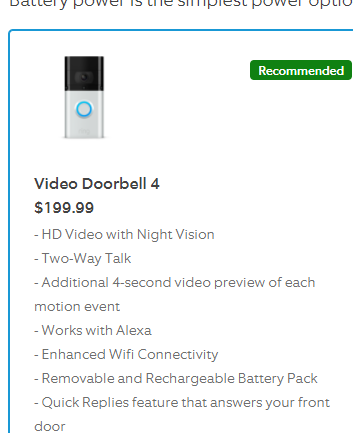 Battery power is the simplest power optio
Recommended
Video Doorbell 4
$199.99
- HD Video with Night Vision
- Two-Way Talk
- Additional 4-second video preview of each
motion event
- Works with Alexa
- Enhanced Wifi Connectivity
- Removable and Rechargeable Battery Pack
- Quick Replies feature that answers your front
door